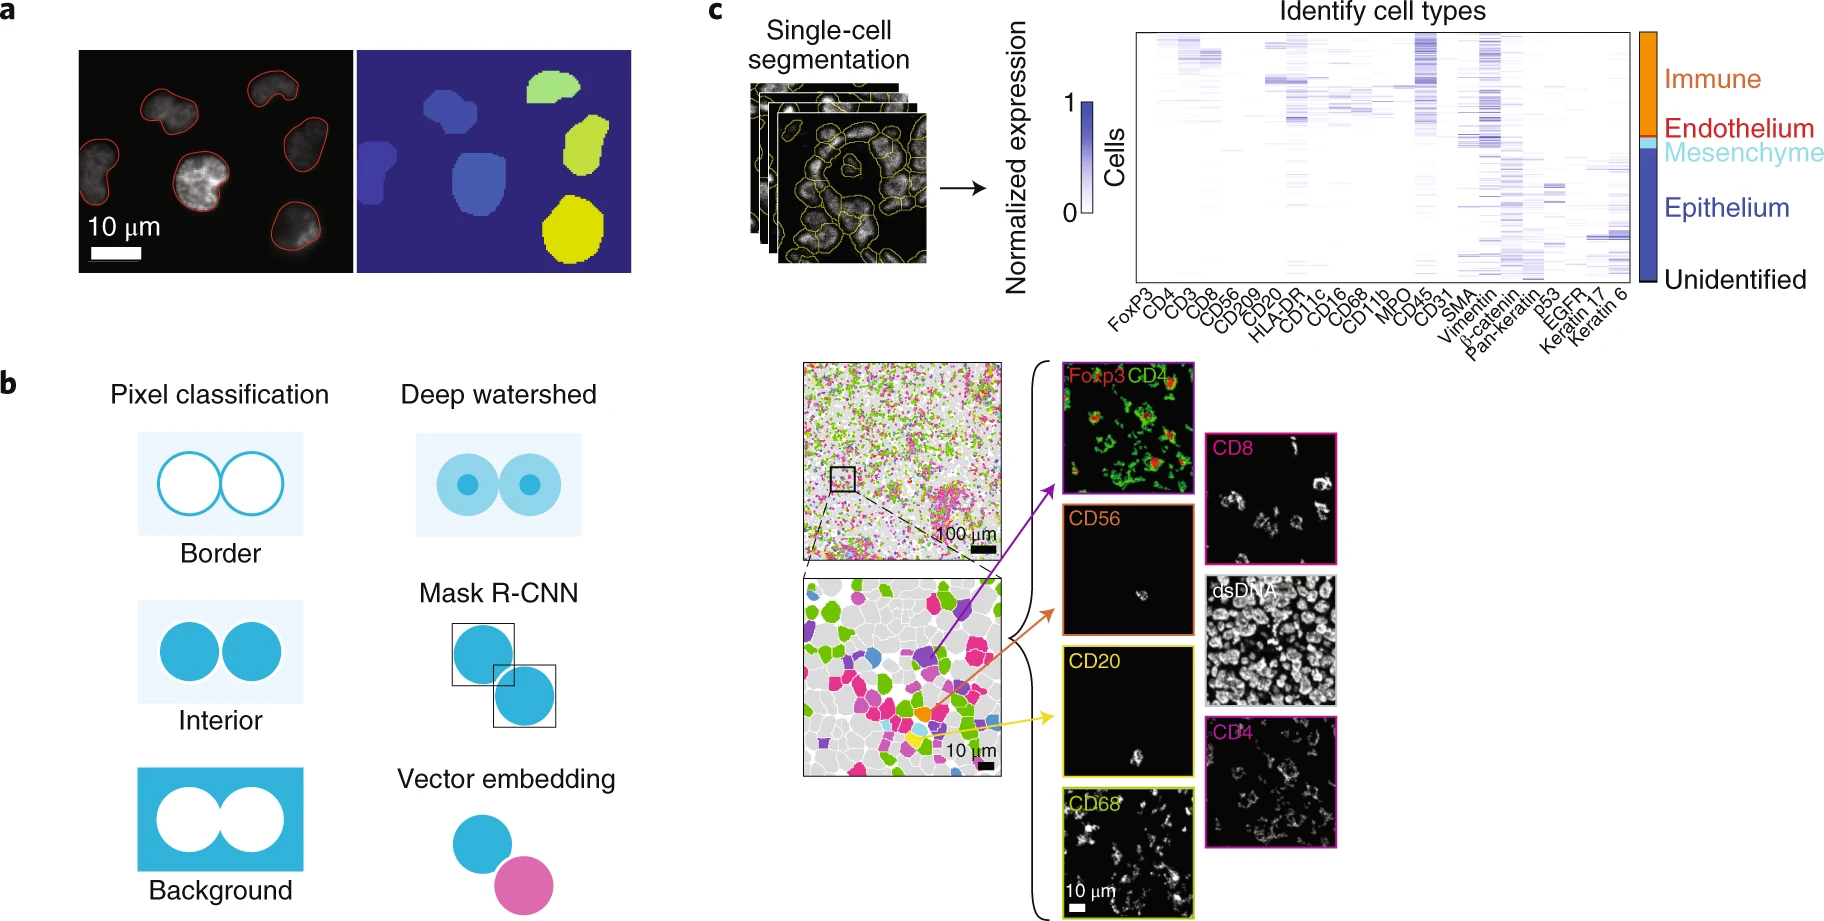 a
10 µm
b
Pixel classification
Deep watershed
Border
Mask R-CNN
Interior
Vector embedding
Background
c
Single-cell
segmentation
Identify cell types
Normalized expression
1
0
Cells
Immune
Endothelium
Mesenchyme
Epithelium
Unidentified
FoxP3
CD4
CD3
CD8
CD56
CD209
CD20
HLA-DR
CD11c
CD16
CD68
CD11b
MPO
CD45
CD31
SMA
Vimentin
β-catenin
Pan-keratin
p53
EGFR
Keratin 17
Keratin 6
100 µm
10 µm
Foxp3 CD4
CD8
CD56
dsDNA
CD20
CD4
CD68
10 µm